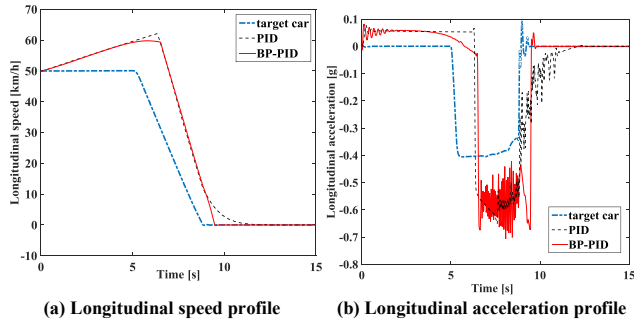 70
60
50
40
30
20
10
0
-10
0
5
10
15
Longitudinal speed [km/h]
Time [s]
target car
PID
BP-PID
(a) Longitudinal speed profile
0.1
0
-0.1
-0.2
-0.3
-0.4
-0.5
-0.6
-0.7
-0.8
0
5
10
15
Longitudinal acceleration [g]
Time [s]
target car
PID
BP-PID
(b) Longitudinal acceleration profile